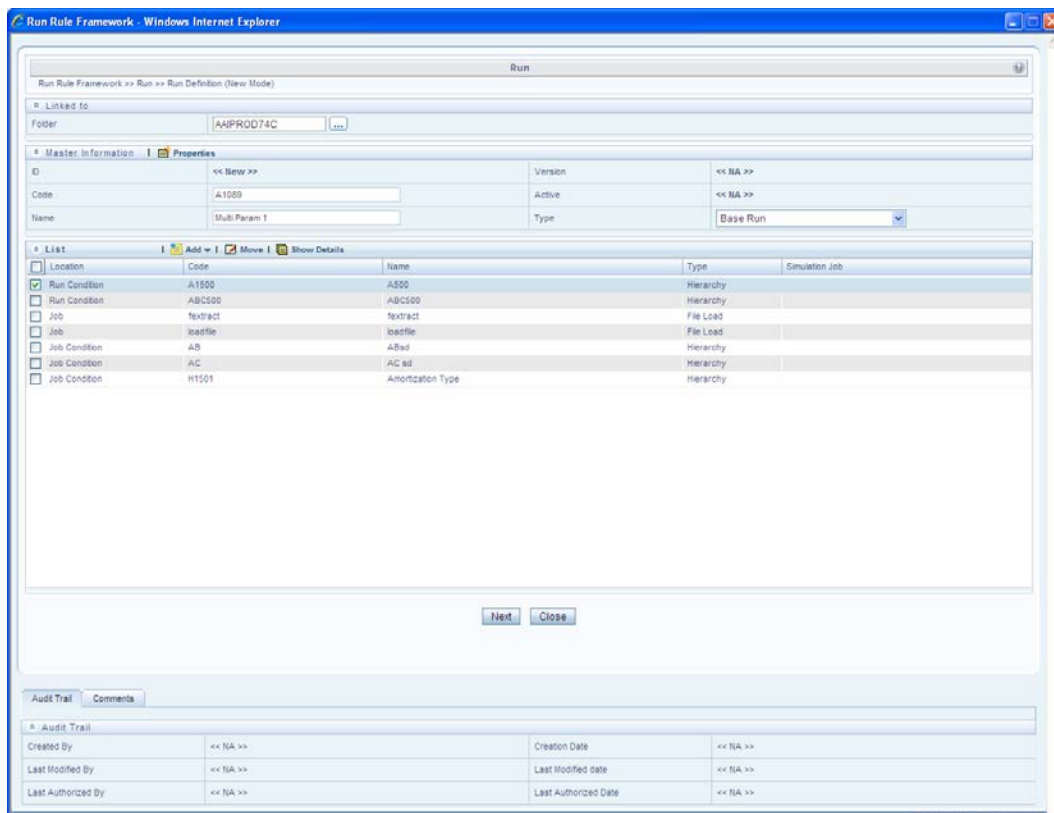 Run Rule Framework - Windows Internet Explorer
Run
Run Rule Framework >> Run >> Run Definition (New Mode)
Linked to
Folder AAIPROD74C ...
Master Information | Properties
ID << New >> Version << NA >>
Code A1089 Active << NA >>
Name Multi Param 1 Type Base Run
List | Add | Move | Show Details
Location Code Name Type Simulation Job
Run Condition A1500 A500 Hierarchy
Run Condition ABC500 ABC500 Hierarchy
Job fextract fextract File Load
Job loadfile loadfile File Load
Job Condition AB ABsd Hierarchy
Job Condition AC AC sd Hierarchy
Job Condition H1501 Amortization Type Hierarchy
Next Close
Audit Trail Comments
Audit Trail
Created By << NA >> Creation Date << NA >>
Last Modified By << NA >> Last Modified date << NA >>
Last Authorized By << NA >> Last Authorized Date << NA >>